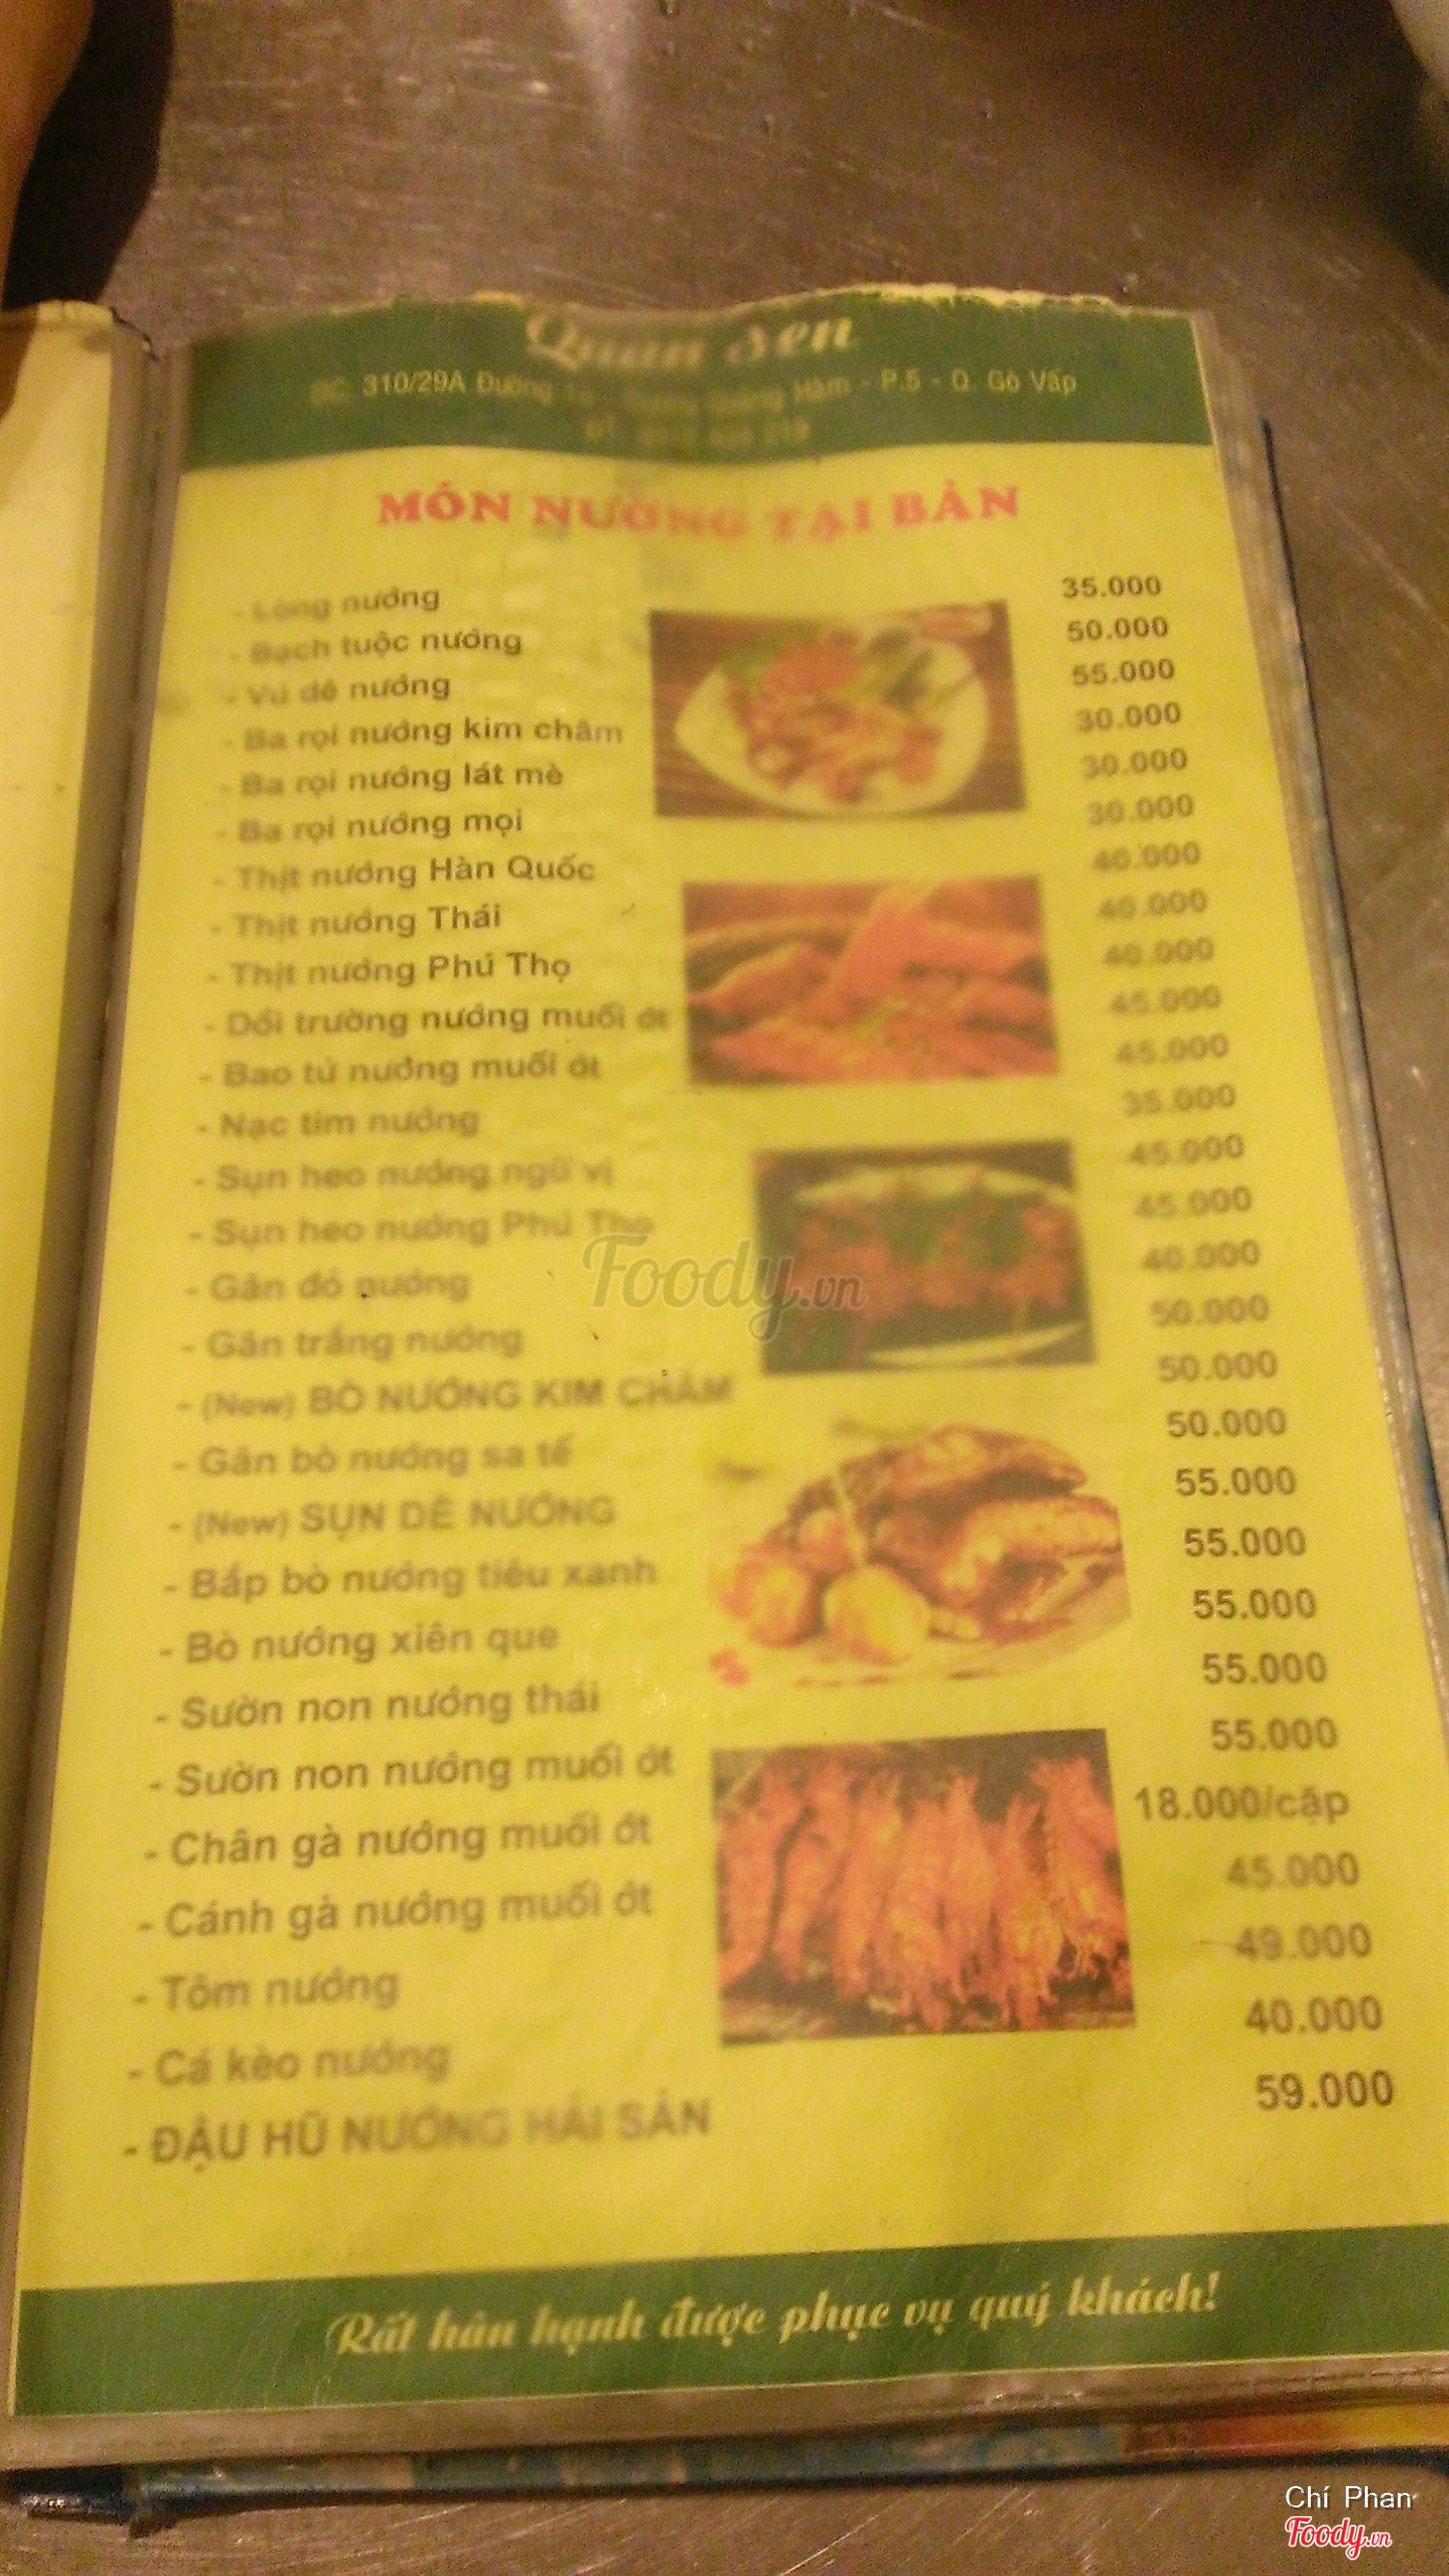 Quán Sen
ĐC: 310/29A Đường Hàm - P.5 - Q. Gò Vấp
MÓN NƯỚNG TẠI BÀN
- Lòng nướng 35.000
- Bạch tuộc nướng 50.000
- Vú dê nướng 55.000
- Ba rọi nướng kim châm 30.000
- Ba rọi nướng lát mè 30.000
- Ba rọi nướng mọi 30.000
- Thịt nướng Hàn Quốc 40.000
- Thịt nướng Thái 40.000
- Thịt nướng Phú Thọ 40.000
- Dồi trường nướng muối ớt 45.000
- Bao tử nướng muối ớt 45.000
- Nạc tim nướng 35.000
- Sụn heo nướng ngũ vị 45.000
- Sụn heo nướng Phú Thọ 45.000
- Gân đỏ nướng 40.000
- Gân trắng nướng 50.000
- (New) BÒ NƯỚNG KIM CHÂM 50.000
- Gân bò nướng sa tế 50.000
- (New) SỤN DÊ NƯỚNG 55.000
- Bắp bò nướng tiêu xanh 55.000
- Bò nướng xiên que 55.000
- Sườn non nướng thái 55.000
- Sườn non nướng muối ớt 55.000
- Chân gà nướng muối ớt 18.000/cặp
- Cánh gà nướng muối ớt 45.000
- Tôm nướng 49.000
- Cá kèo nướng 40.000
- ĐẬU HŨ NƯỚNG HẢI SẢN 59.000
Foody.vn
Rất hân hạnh được phục vụ quý khách!
Chí Phan
Foody.vn